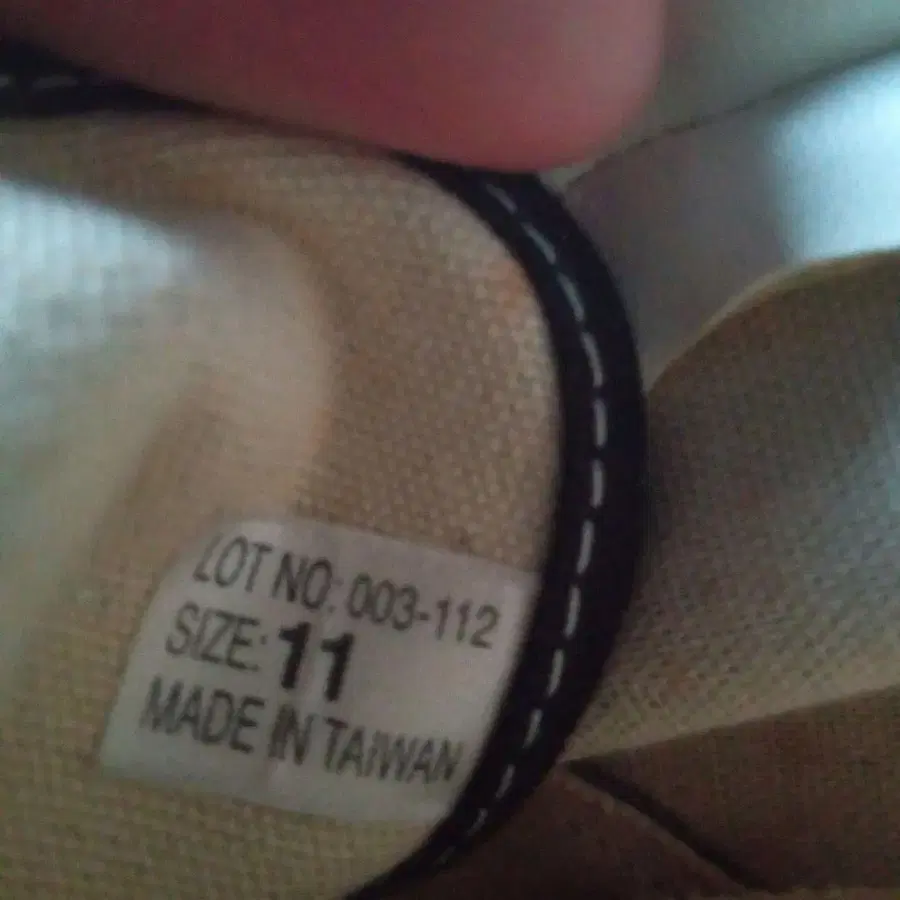 LOT NO: 003-112
SIZE: 11
MADE IN TAIWAN